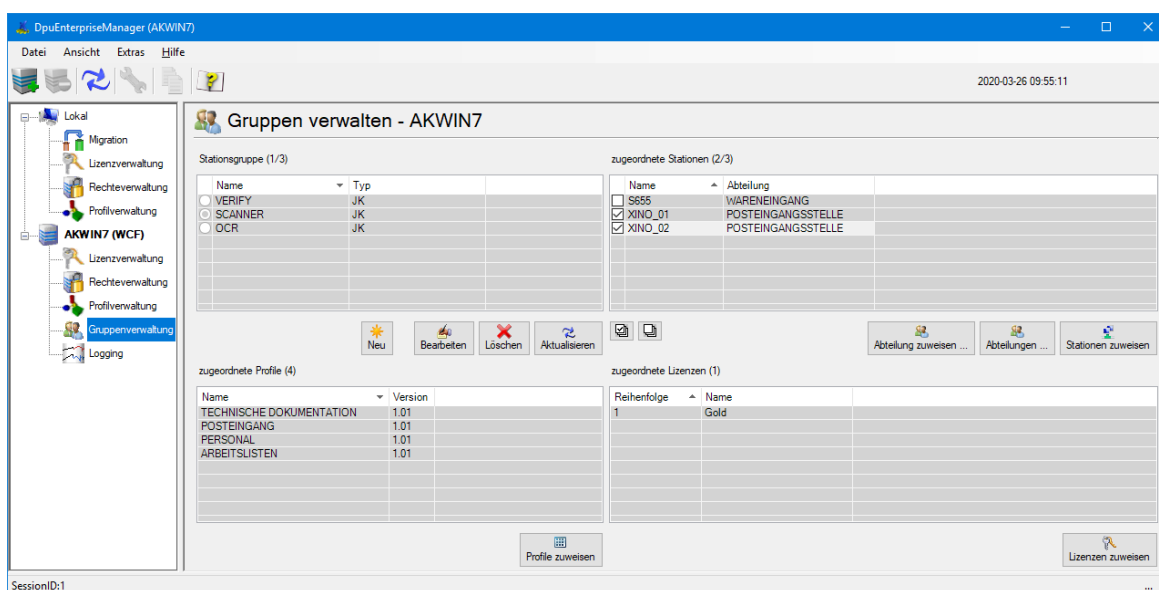 DpuEnterpriseManager (AKWIN7)
Datei Ansicht Extras Hilfe
2020-03-26 09:55:11
Lokal
Migration
Lizenzverwaltung
Rechteverwaltung
Profilverwaltung
AKWIN7 (WCF)
Lizenzverwaltung
Rechteverwaltung
Profilverwaltung
Gruppenverwaltung
Logging
Gruppen verwalten - AKWIN7
Stationsgruppe (1/3)
Name Typ
VERIFY JK
SCANNER JK
OCR JK
Neu Bearbeiten Löschen Aktualisieren
zugeordnete Stationen (2/3)
Name Abteilung
S655 WARENEINGANG
XINO_01 POSTEINGANGSSTELLE
XINO_02 POSTEINGANGSSTELLE
Abteilung zuweisen ... Abteilungen ... Stationen zuweisen
zugeordnete Profile (4)
Name Version
TECHNISCHE DOKUMENTATION 1.01
POSTEINGANG 1.01
PERSONAL 1.01
ARBEITSLISTEN 1.01
Profile zuweisen
zugeordnete Lizenzen (1)
Reihenfolge Name
1 Gold
Lizenzen zuweisen
SessionID:1 ...